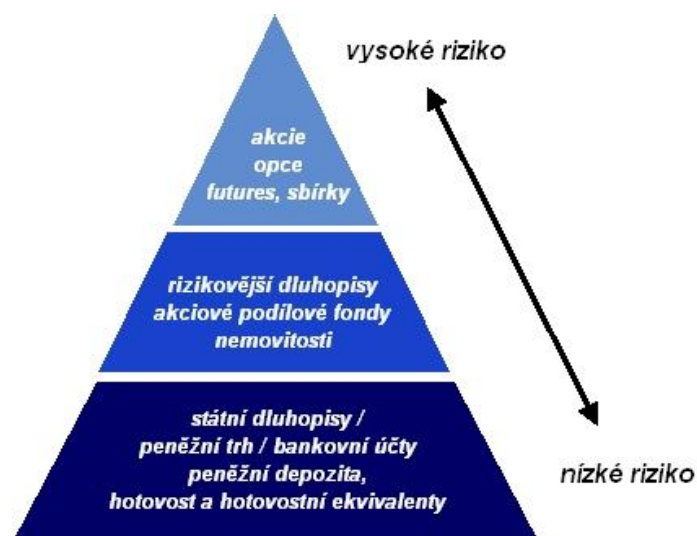 vysoké riziko
akcie
opce
futures, sbírky
rizikovější dluhopisy
akciové podílové fondy
nemovitosti
státní dluhopisy /
peněžní trh / bankovní účty
peněžní depozita,
hotovost a hotovostní ekvivalenty
nízké riziko